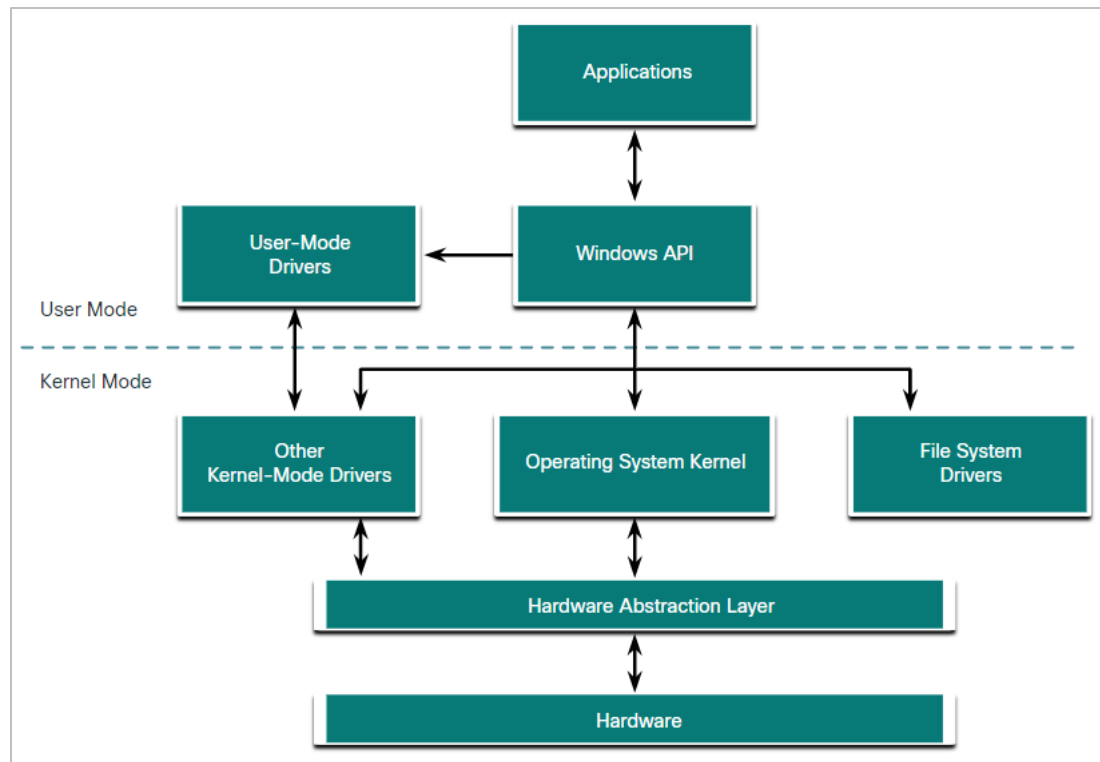 Applications
User-Mode
Drivers
Windows API
User Mode
Kernel Mode
Other
Kernel-Mode Drivers
Operating System Kernel
File System
Drivers
Hardware Abstraction Layer
Hardware